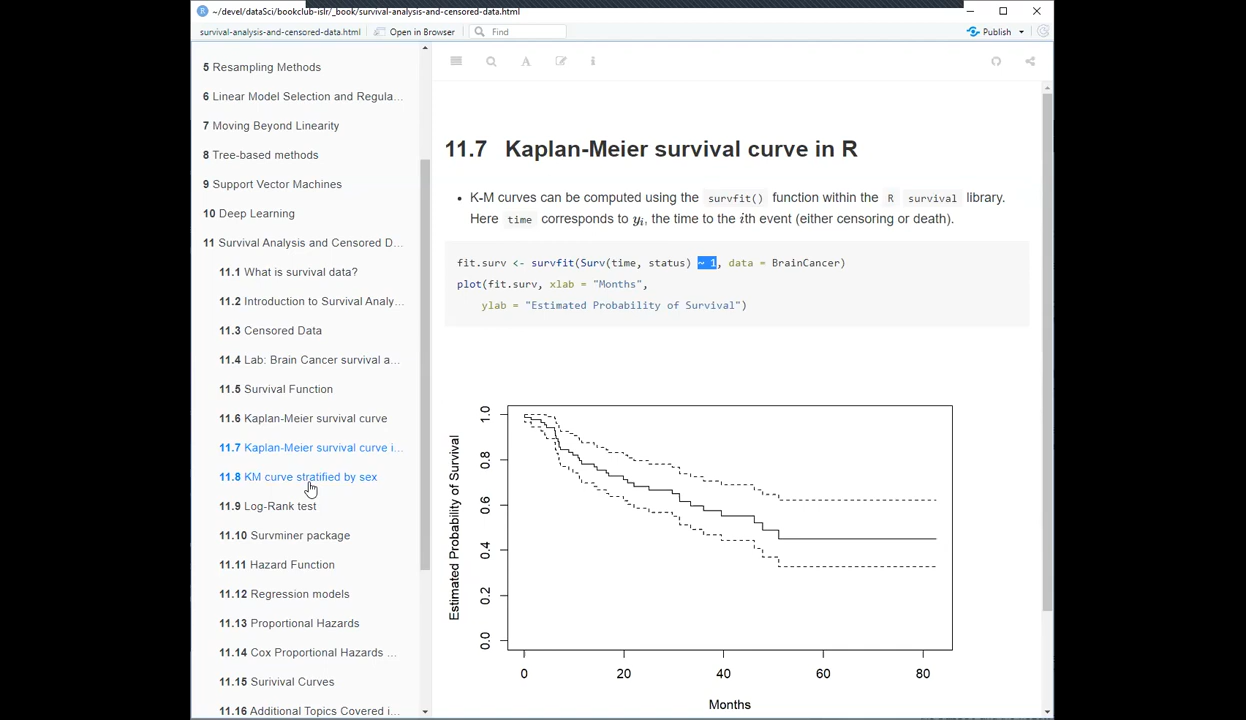 ~/devel/dataSci/bookclub-islr/_book/survival-analysis-and-censored-data.html
survival-analysis-and-censored-data.html
Open in Browser
Find
Publish
5 Resampling Methods
6 Linear Model Selection and Regula...
7 Moving Beyond Linearity
8 Tree-based methods
9 Support Vector Machines
10 Deep Learning
11 Survival Analysis and Censored D...
11.1 What is survival data?
11.2 Introduction to Survival Analy...
11.3 Censored Data
11.4 Lab: Brain Cancer survival a...
11.5 Survival Function
11.6 Kaplan-Meier survival curve
11.7 Kaplan-Meier survival curve i...
11.8 KM curve stratified by sex
11.9 Log-Rank test
11.10 Survminer package
11.11 Hazard Function
11.12 Regression models
11.13 Proportional Hazards
11.14 Cox Proportional Hazards ...
11.15 Surivival Curves
11.16 Additional Topics Covered i...
11.7 Kaplan-Meier survival curve in R
• K-M curves can be computed using the survfit() function within the R survival library.
Here time corresponds to yᵢ, the time to the ith event (either censoring or death).
fit.surv <- survfit(Surv(time, status) ~ 1, data = BrainCancer)
plot(fit.surv, xlab = "Months",
ylab = "Estimated Probability of Survival")
Estimated Probability of Survival
1.0
0.8
0.6
0.4
0.2
0.0
0 20 40 60 80
Months